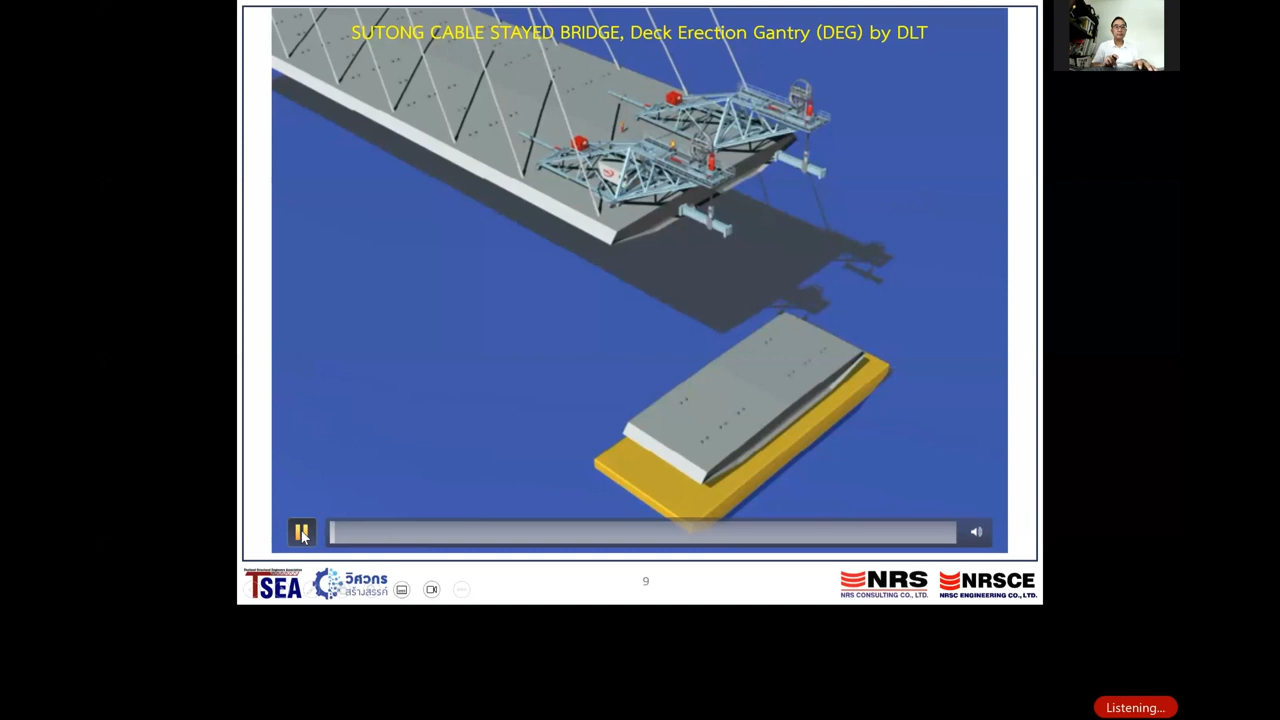 SUTONG CABLE STAYED BRIDGE, Deck Erection Gantry (DEG) by DLT
TSEA
วิศวกร
สร้างสรรค์
9
NRS
NRS CONSULTING CO., LTD.
NRSCE
NRSC ENGINEERING CO., LTD.
Listening...